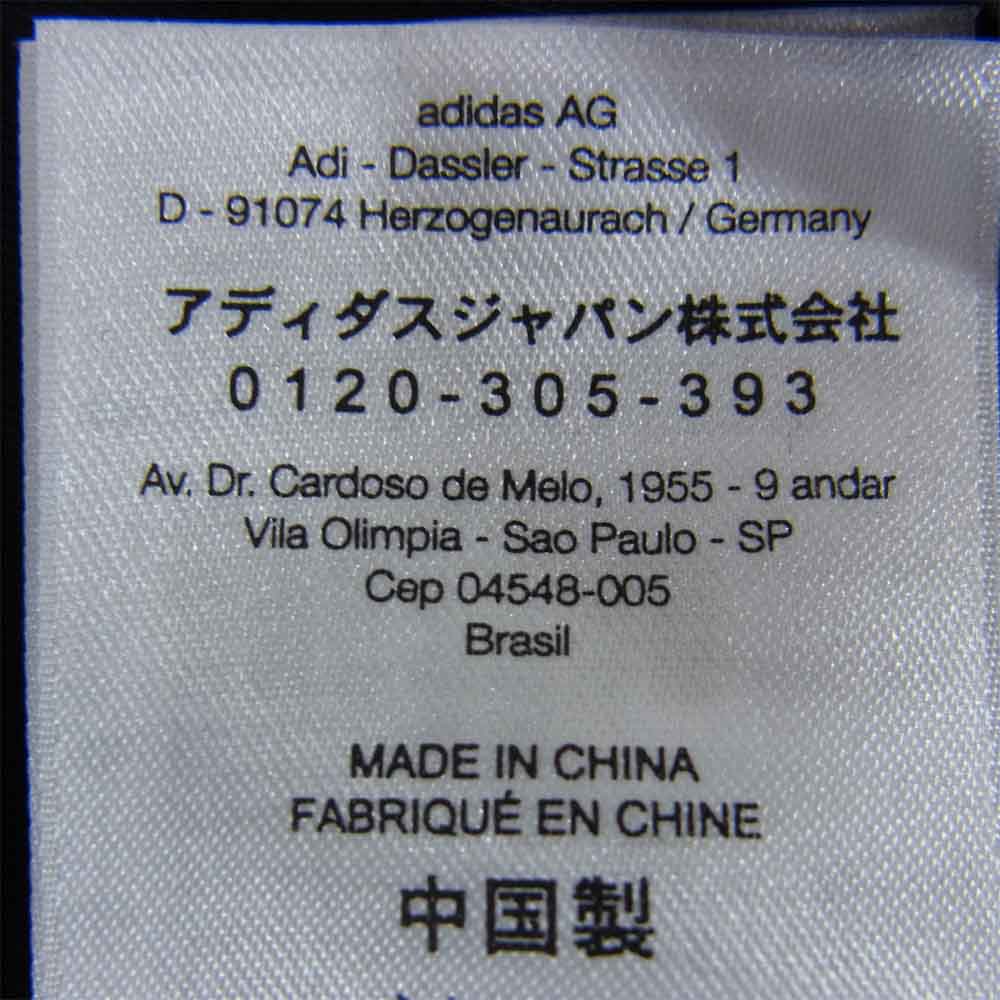 adidas AG
Adi - Dassler - Strasse 1
D - 91074 Herzogenaurach / Germany
アディダスジャパン株式会社
0120-305-393
Av. Dr. Cardoso de Melo, 1955 - 9 andar
Vila Olimpia - Sao Paulo - SP
Cep 04548-005
Brasil
MADE IN CHINA
FABRIQUÉ EN CHINE
中国製